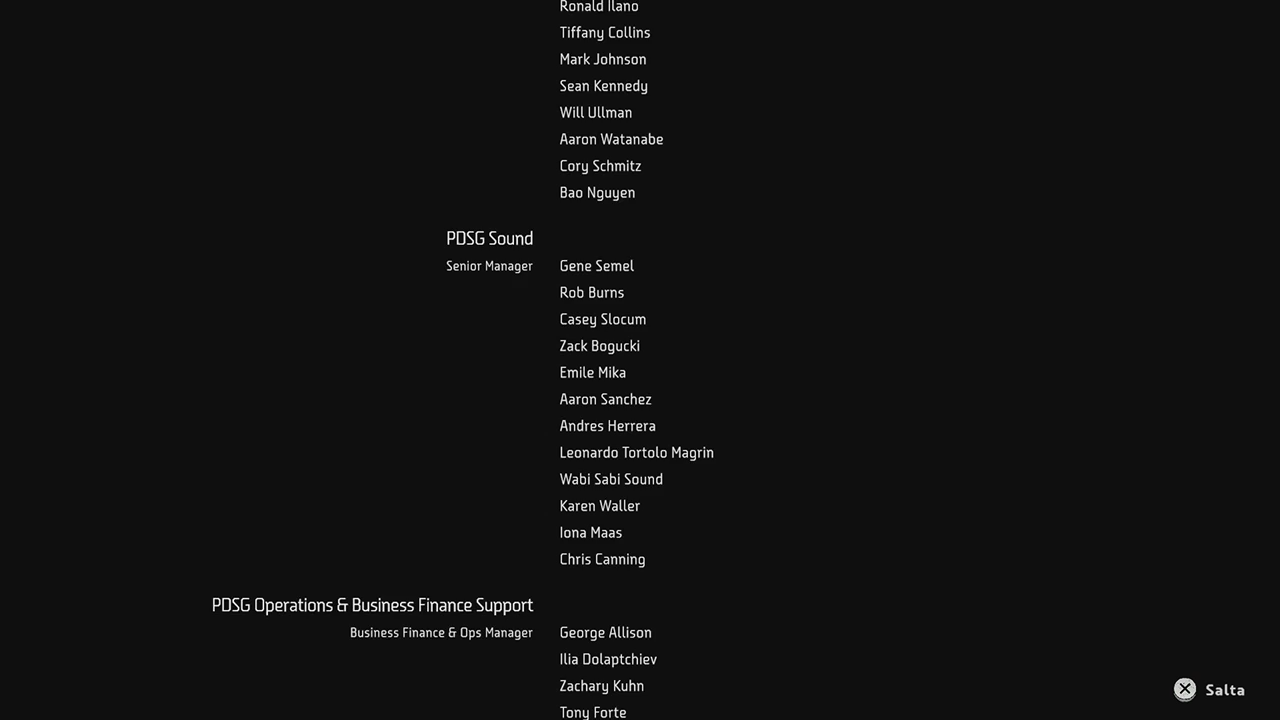 Ronald Ilano
Tiffany Collins
Mark Johnson
Sean Kennedy
Will Ullman
Aaron Watanabe
Cory Schmitz
Bao Nguyen
PDSG Sound
Senior Manager Gene Semel
Rob Burns
Casey Slocum
Zack Bogucki
Emile Mika
Aaron Sanchez
Andres Herrera
Leonardo Tortolo Magrin
Wabi Sabi Sound
Karen Waller
Iona Maas
Chris Canning
PDSG Operations & Business Finance Support
Business Finance & Ops Manager George Allison
Ilia Dolaptchiev
Zachary Kuhn
Tony Forte
Salta